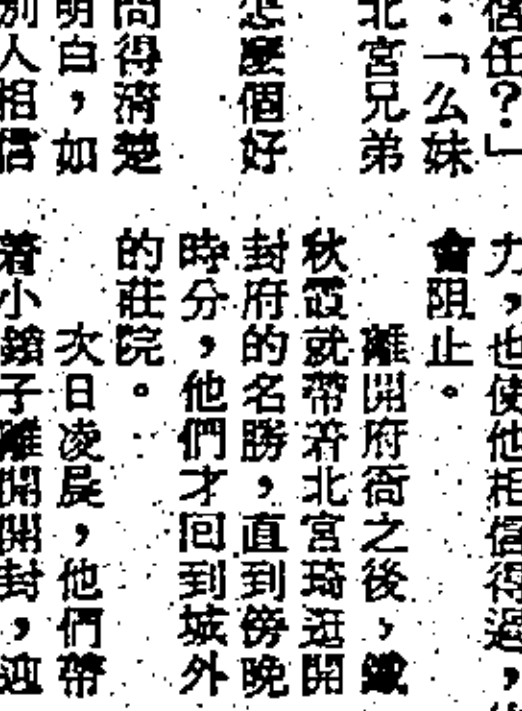 信任？」
：「么妹
北宮兄弟
怎麼個好
問得清楚
明白，如
別人相信
力，也使他相信得過，
會阻止。
離開府衙之後，鐵
秋霞就帶着北宮琦逛開
封府的名勝，直到傍晚
時分，他們才回到城外
的莊院。
次日凌晨，他們帶
着小鎖子離開開封，迎